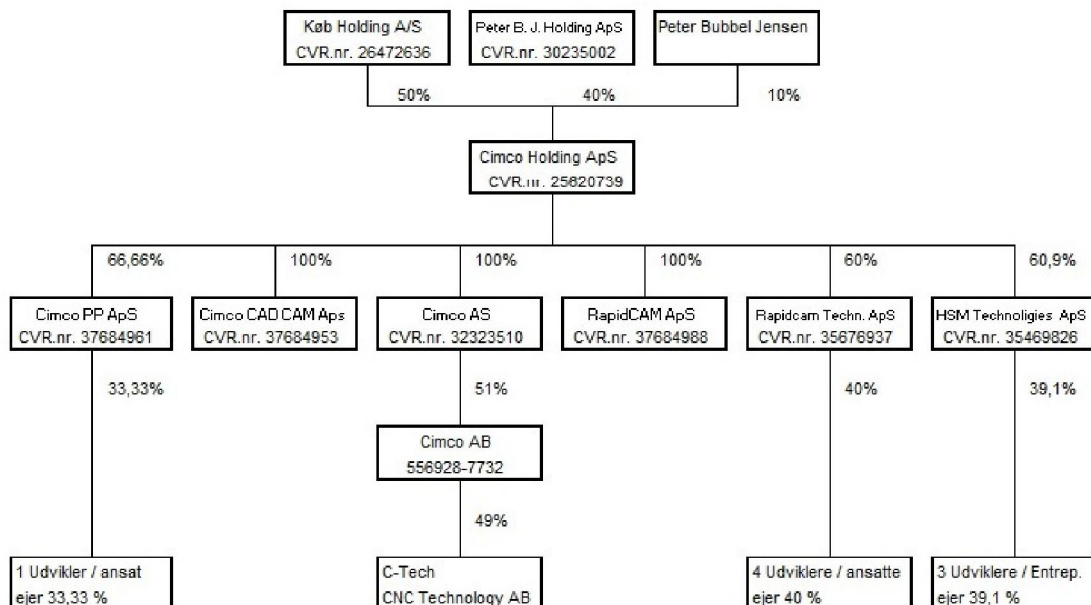 Køb Holding A/S
CVR.nr. 26472636
Peter B. J. Holding ApS
CVR.nr. 30235002
Peter Bubbel Jensen
50%
40%
10%
Cimco Holding ApS
CVR.nr. 25620739
66,66%
100%
100%
100%
60%
60,9%
Cimco PP ApS
CVR.nr. 37684961
Cimco CAD CAM Aps
CVR.nr. 37684953
Cimco AS
CVR.nr. 32323510
RapidCAM ApS
CVR.nr. 37684988
Rapidcam Techn. ApS
CVR.nr. 35676937
HSM Technoligies ApS
CVR.nr. 35469826
33,33%
51%
40%
39,1%
Cimco AB
556928-7732
49%
1 Udvikler / ansat
ejer 33,33 %
C-Tech
CNC Technology AB
4 Udviklere / ansatte
ejer 40 %
3 Udviklere / Entrep.
ejer 39,1 %